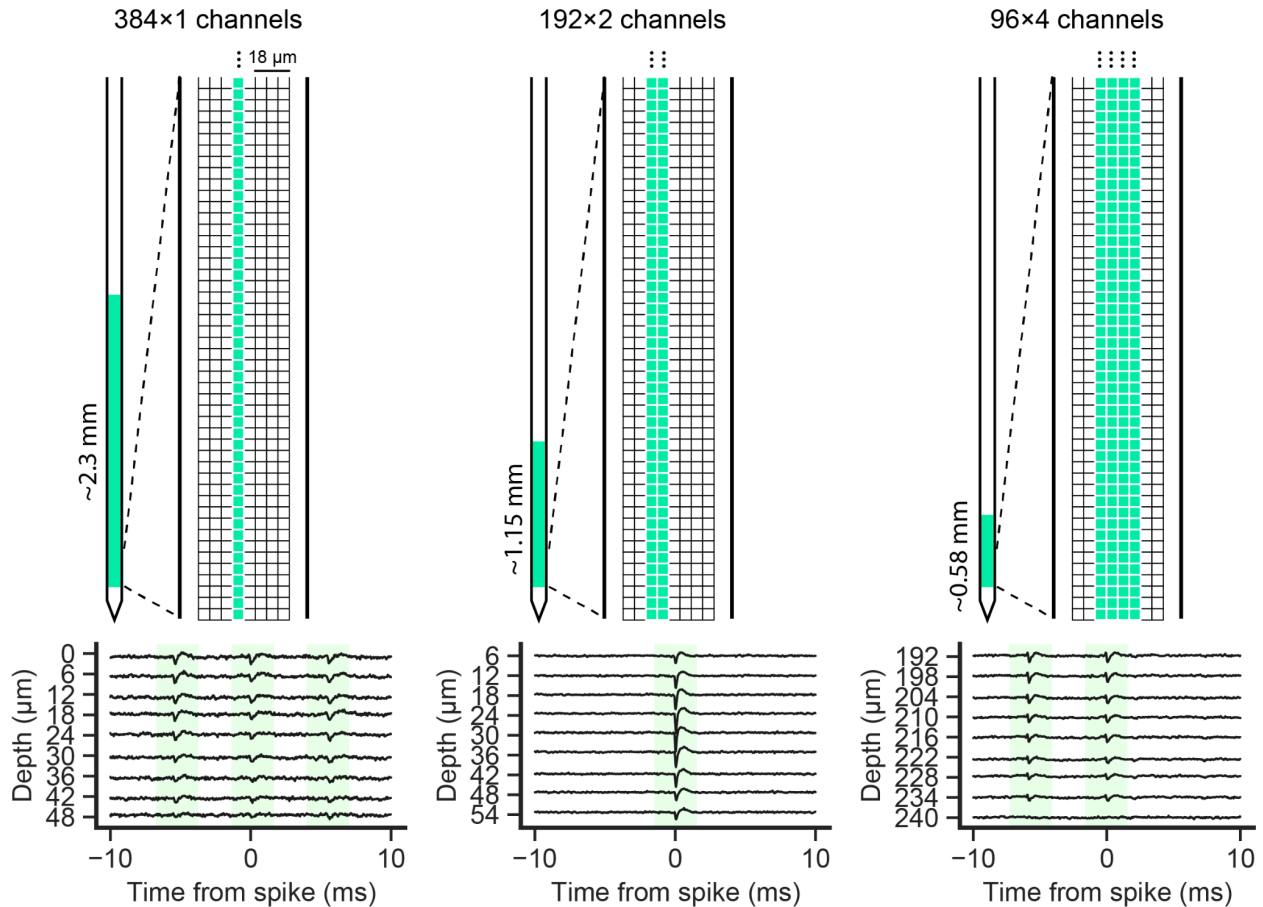 384×1 channels
192×2 channels
96×4 channels
18 µm
~2.3 mm
~1.15 mm
~0.58 mm
Depth (µm)
0
6
12
18
24
30
36
42
48
−10
0
10
Time from spike (ms)
Depth (µm)
6
12
18
24
30
36
42
48
54
−10
0
10
Time from spike (ms)
Depth (µm)
192
198
204
210
216
222
228
234
240
−10
0
10
Time from spike (ms)